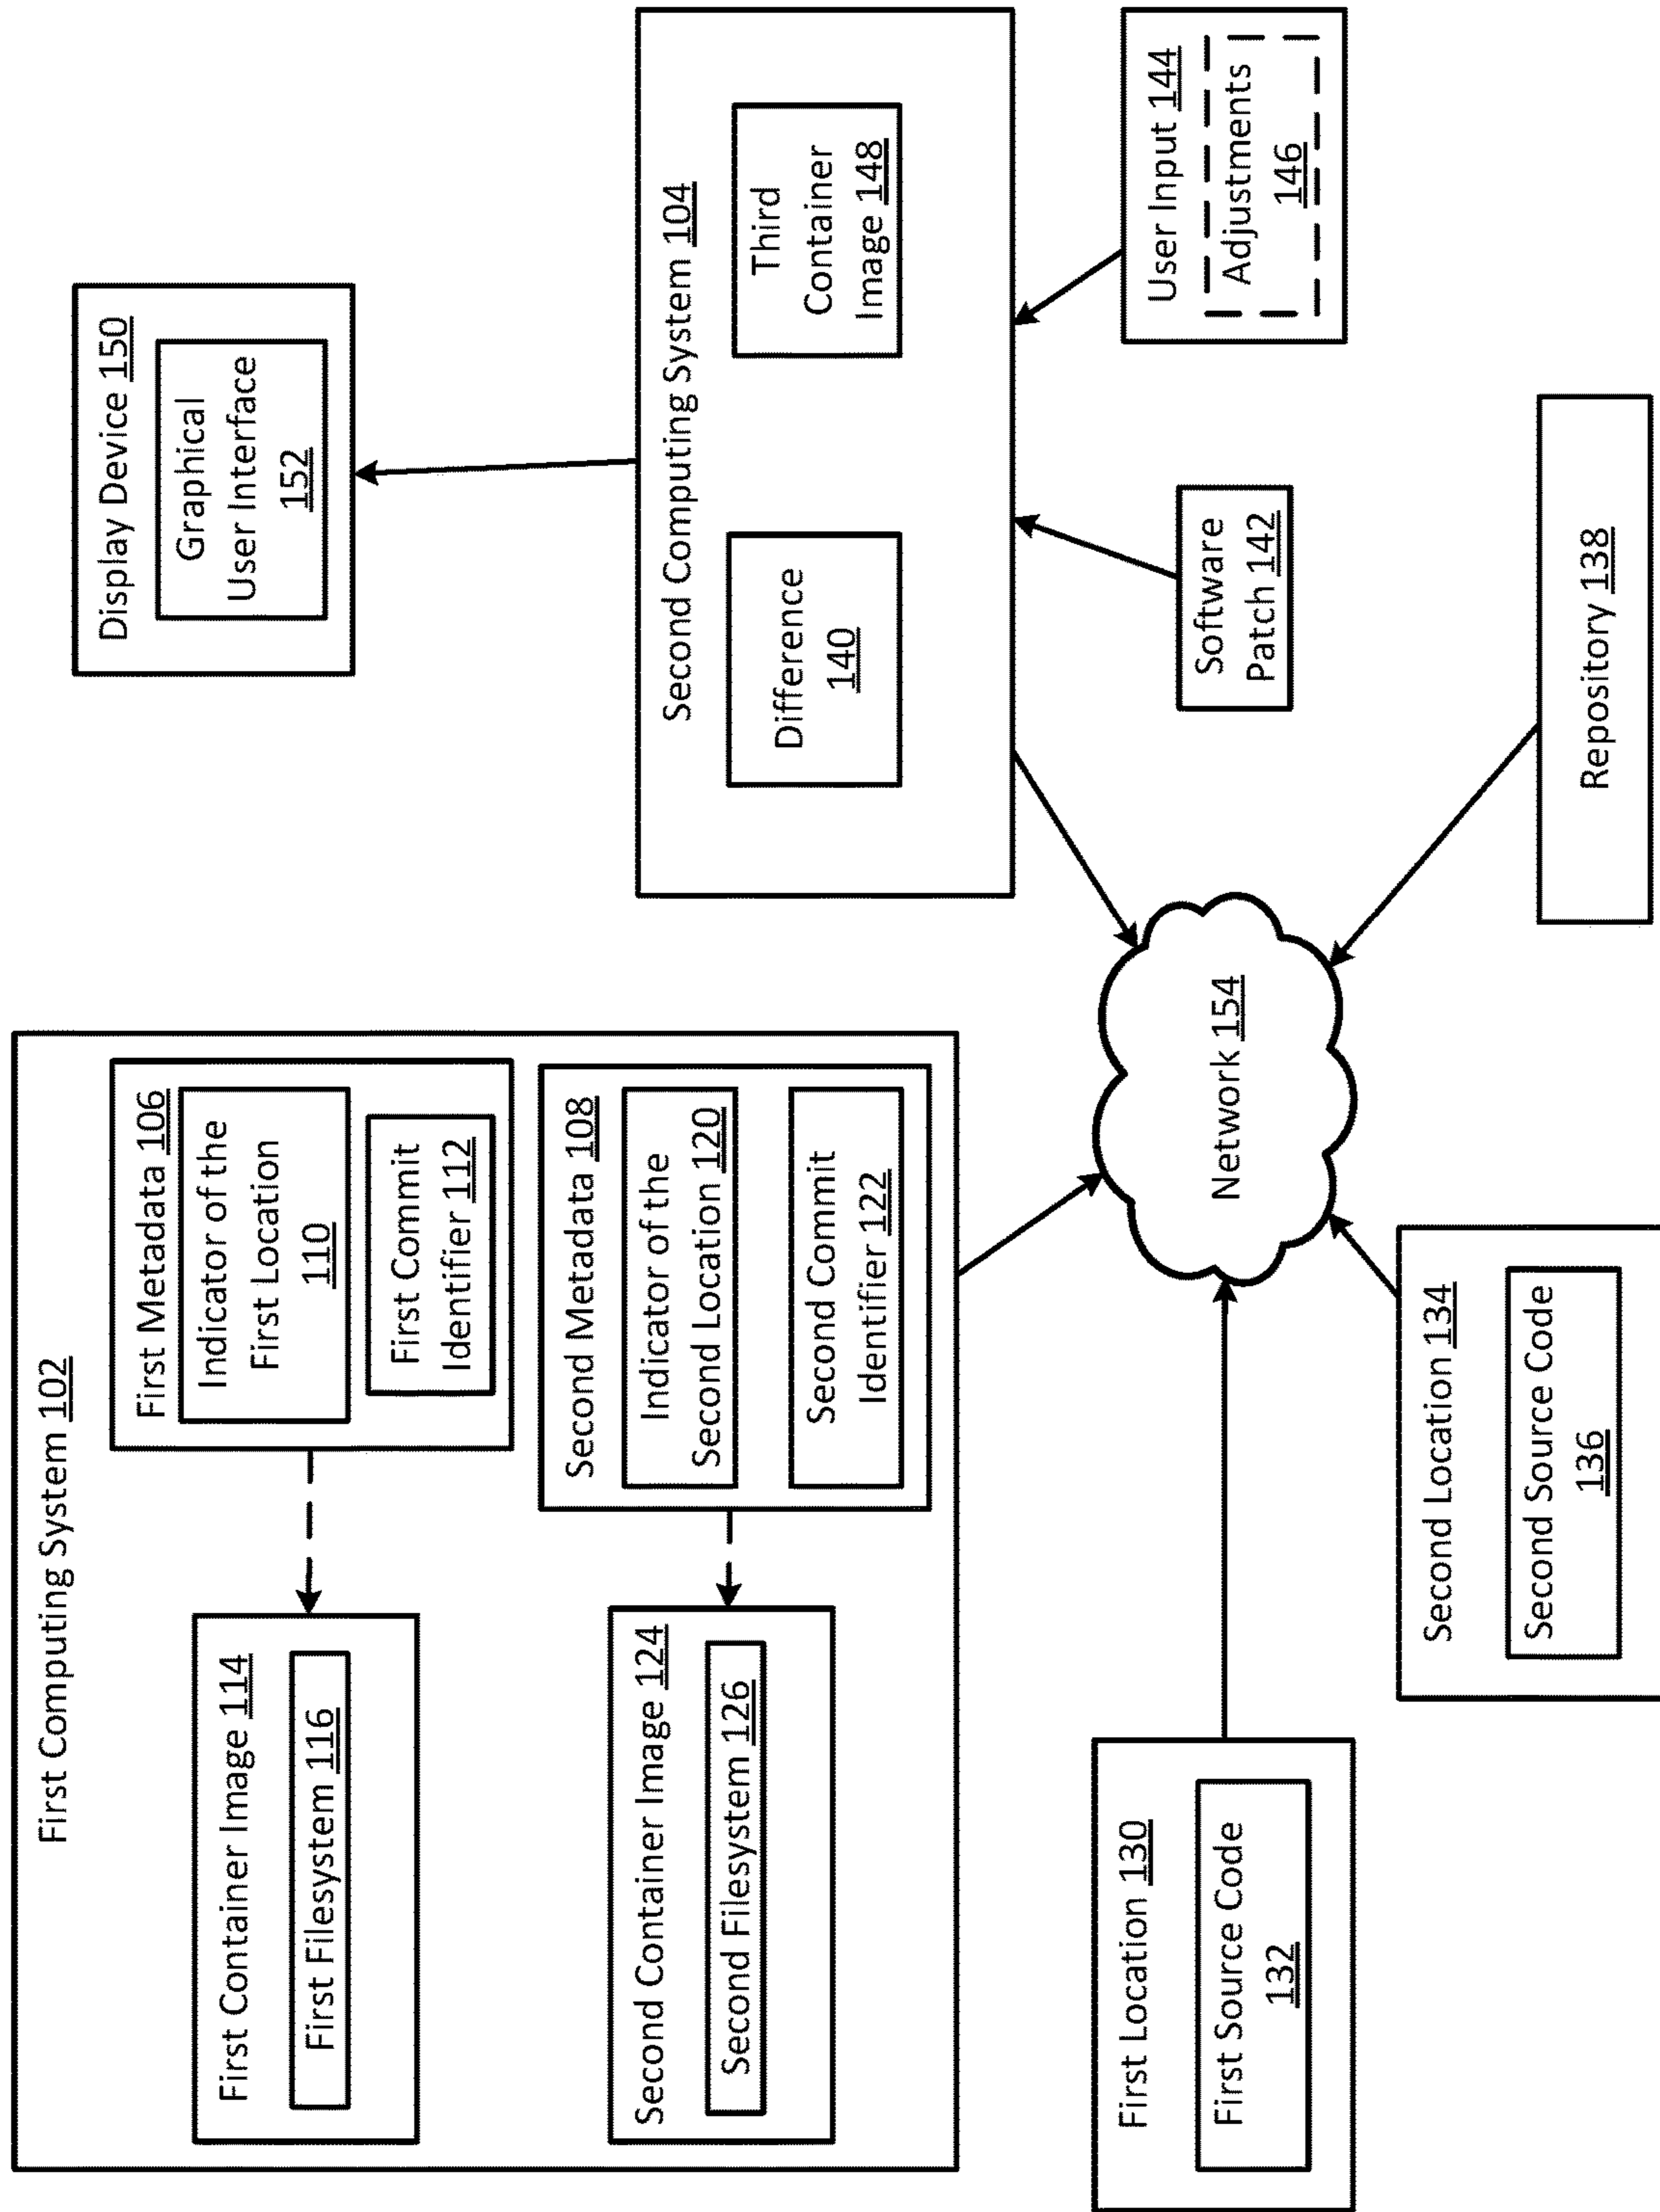 First Computing System 102
First Container Image 114
First Filesystem 116
First Metadata 106
Indicator of the
First Location
110
First Commit
Identifier 112
Second Container Image 124
Second Filesystem 126
Second Metadata 108
Indicator of the
Second Location 120
Second Commit
Identifier 122
Display Device 150
Graphical
User Interface
152
Second Computing System 104
Difference
140
Third
Container
Image 148
Software
Patch 142
User Input 144
Adjustments
146
Network 154
First Location 130
First Source Code
132
Second Location 134
Second Source Code
136
Repository 138